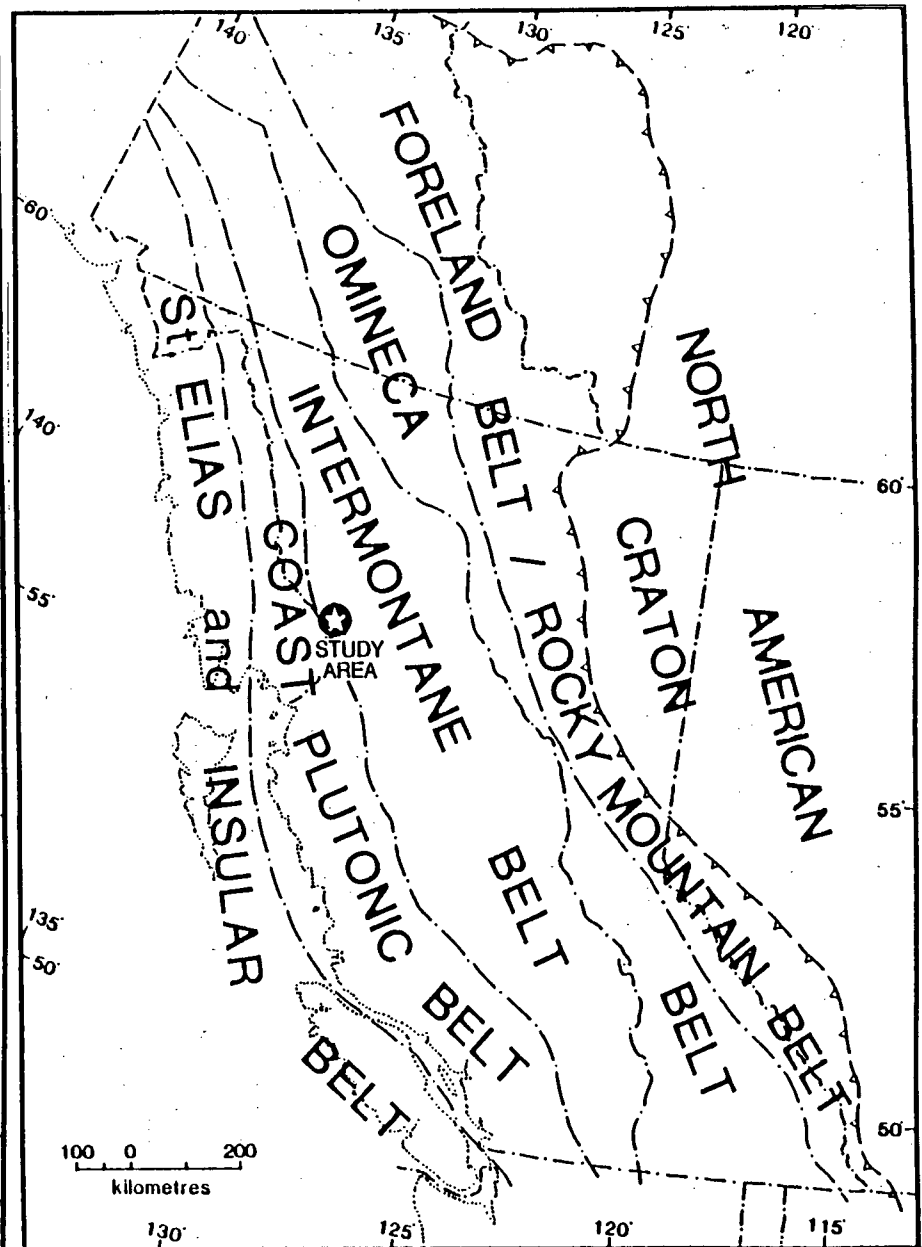 140°
135°
130°
125°
120°
60°
140°
55°
135°
50°
FORELAND BELT / ROCKY MOUNTAIN BELT
OMINECA BELT
INTERMONTANE BELT
St. ELIAS and INSULAR BELT
COAST PLUTONIC BELT
NORTH AMERICAN
CRATON
STUDY
AREA
60°
55°
50°
100 0 200
kilometres
130°
125°
120°
115°